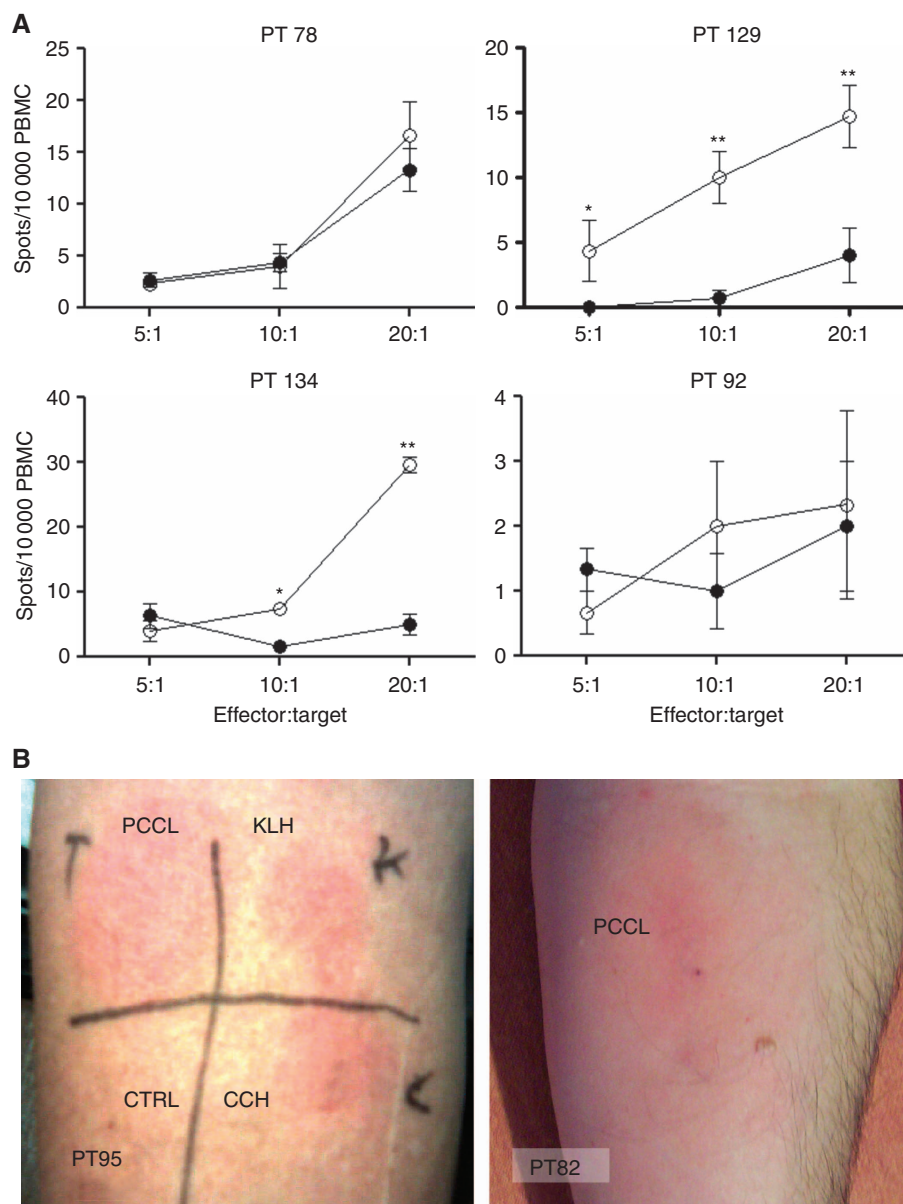 A
PT 78
Spots/10 000 PBMC
25
20
15
10
5
0
5:1
10:1
20:1
PT 129
20
15
10
5
0
*
**
**
5:1
10:1
20:1
PT 134
Spots/10 000 PBMC
40
30
20
10
0
*
**
5:1
10:1
20:1
Effector:target
PT 92
4
3
2
1
0
5:1
10:1
20:1
Effector:target
B
PCCL KLH
T K
CTRL CCH
C
PT95
PCCL
PT82